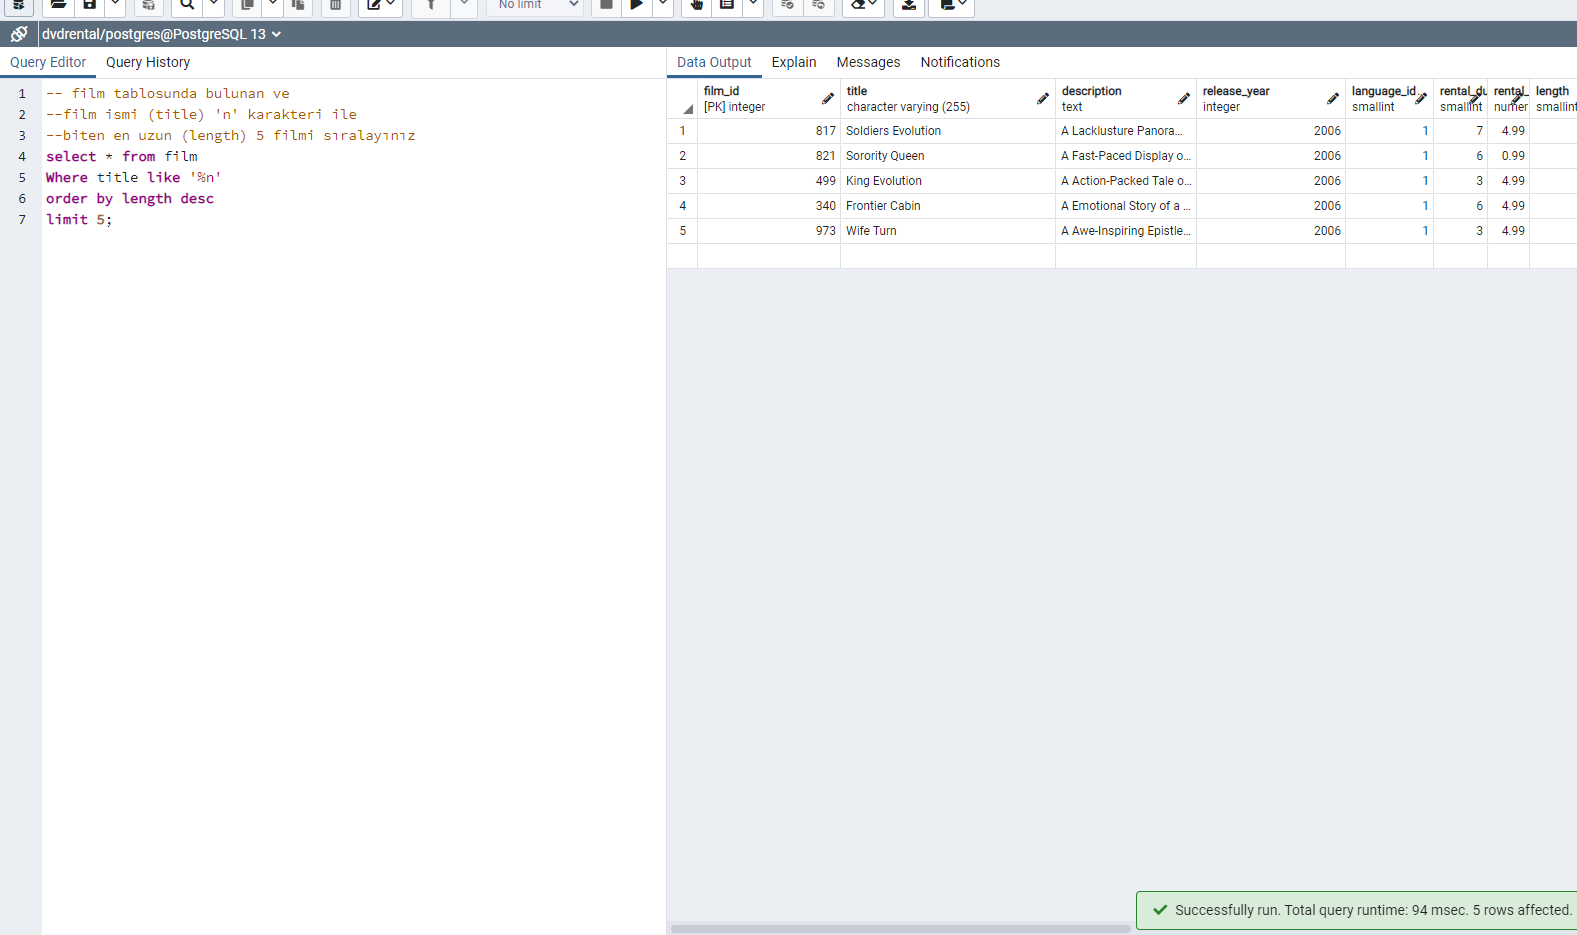 No limit
dvdrental/postgres@PostgreSQL 13
Query Editor Query History
1 -- film tablosunda bulunan ve
2 --film ismi (title) 'n' karakteri ile
3 --biten en uzun (length) 5 filmi sıralayınız
4 select * from film
5 Where title like '%n'
6 order by length desc
7 limit 5;
Data Output Explain Messages Notifications
film_id title description release_year language_id rental_du rental_ length
[PK] integer character varying (255) text integer smallint smallint numer smallint
1 817 Soldiers Evolution A Lacklusture Panora... 2006 1 7 4.99
2 821 Sorority Queen A Fast-Paced Display o... 2006 1 6 0.99
3 499 King Evolution A Action-Packed Tale o... 2006 1 3 4.99
4 340 Frontier Cabin A Emotional Story of a ... 2006 1 6 4.99
5 973 Wife Turn A Awe-Inspiring Epistle... 2006 1 3 4.99
Successfully run. Total query runtime: 94 msec. 5 rows affected.